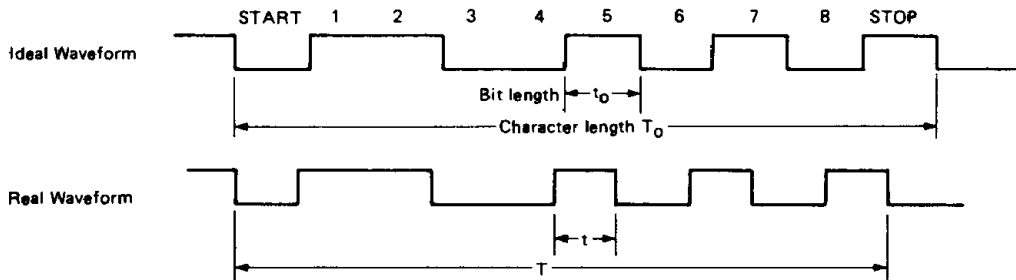 START 1 2 3 4 5 6 7 8 STOP
Ideal Waveform
Bit length t₀
Character length T₀
Real Waveform
t
T